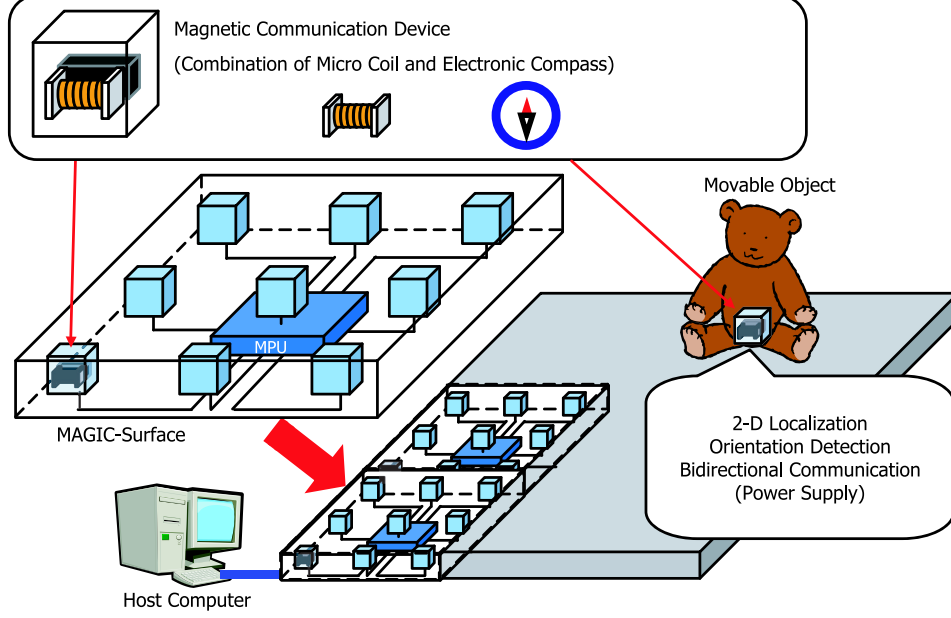 Magnetic Communication Device
(Combination of Micro Coil and Electronic Compass)
Movable Object
MPU
MAGIC-Surface
2-D Localization
Orientation Detection
Bidirectional Communication
(Power Supply)
Host Computer